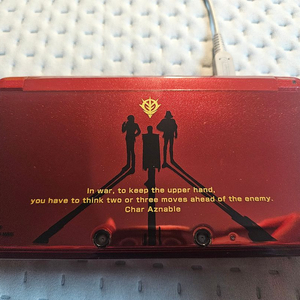 In war, to keep the upper hand,
you have to think two or three moves ahead of the enemy.
Char Aznable